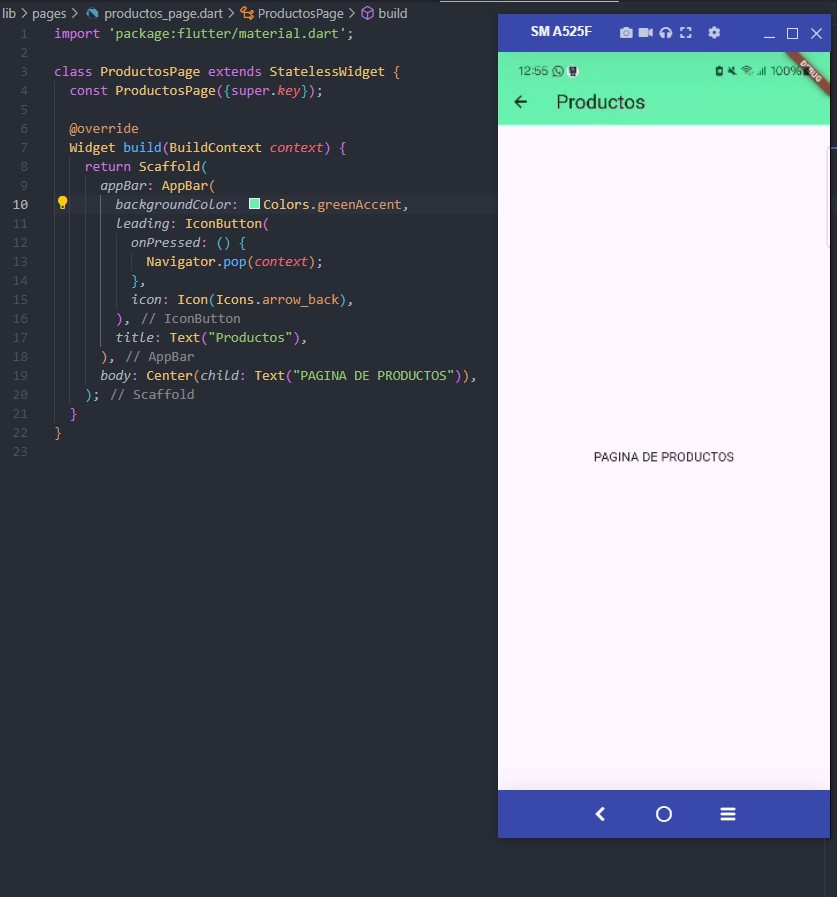 lib > pages > productos_page.dart > ProductosPage > build
1 import 'package:flutter/material.dart';
2
3 class ProductosPage extends StatelessWidget {
4 const ProductosPage({super.key});
5
6 @override
7 Widget build(BuildContext context) {
8 return Scaffold(
9 appBar: AppBar(
10 backgroundColor: Colors.greenAccent,
11 leading: IconButton(
12 onPressed: () {
13 Navigator.pop(context);
14 },
15 icon: Icon(Icons.arrow_back),
16 ), // IconButton
17 title: Text("Productos"),
18 ), // AppBar
19 body: Center(child: Text("PAGINA DE PRODUCTOS")),
20 ); // Scaffold
21 }
22 }
23
SM A525F
12:55 100%
DEBUG
Productos
PAGINA DE PRODUCTOS